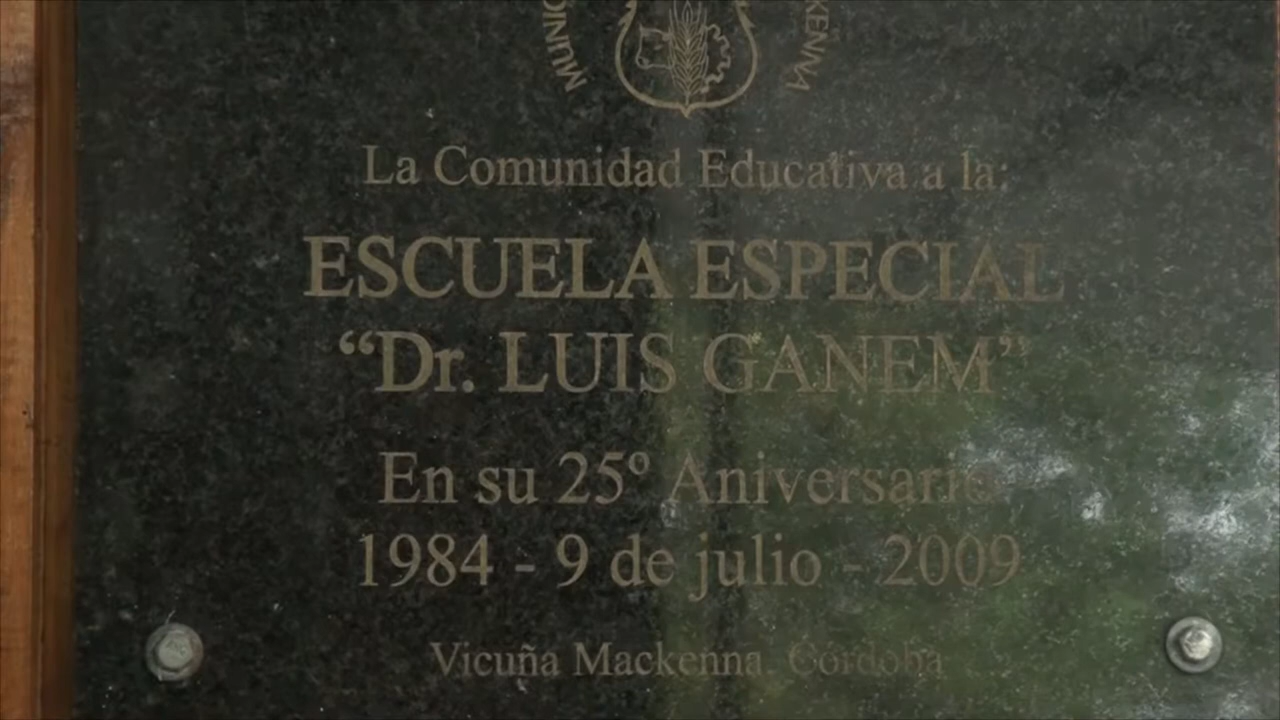 La Comunidad Educativa a la:
ESCUELA ESPECIAL
“Dr. LUIS GANEM”
En su 25º Aniversario
1984 - 9 de julio - 2009
Vicuña Mackenna, Córdoba